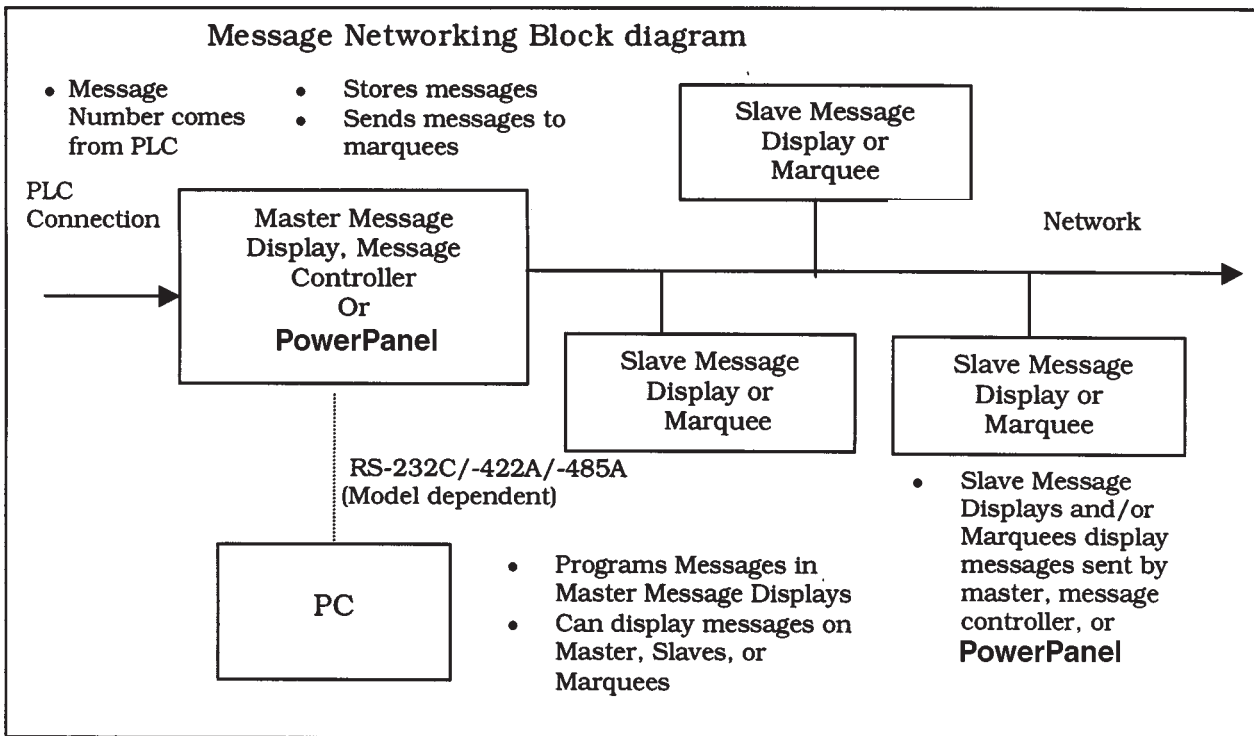 Message Networking Block diagram
• Message
Number comes
from PLC
• Stores messages
• Sends messages to
marquees
Slave Message
Display or
Marquee
PLC
Connection
Master Message
Display, Message
Controller
Or
PowerPanel
Network
Slave Message
Display or
Marquee
Slave Message
Display or
Marquee
RS-232C/-422A/-485A
(Model dependent)
PC
• Programs Messages in
Master Message Displays
• Can display messages on
Master, Slaves, or
Marquees
• Slave Message
Displays and/or
Marquees display
messages sent by
master, message
controller, or
PowerPanel